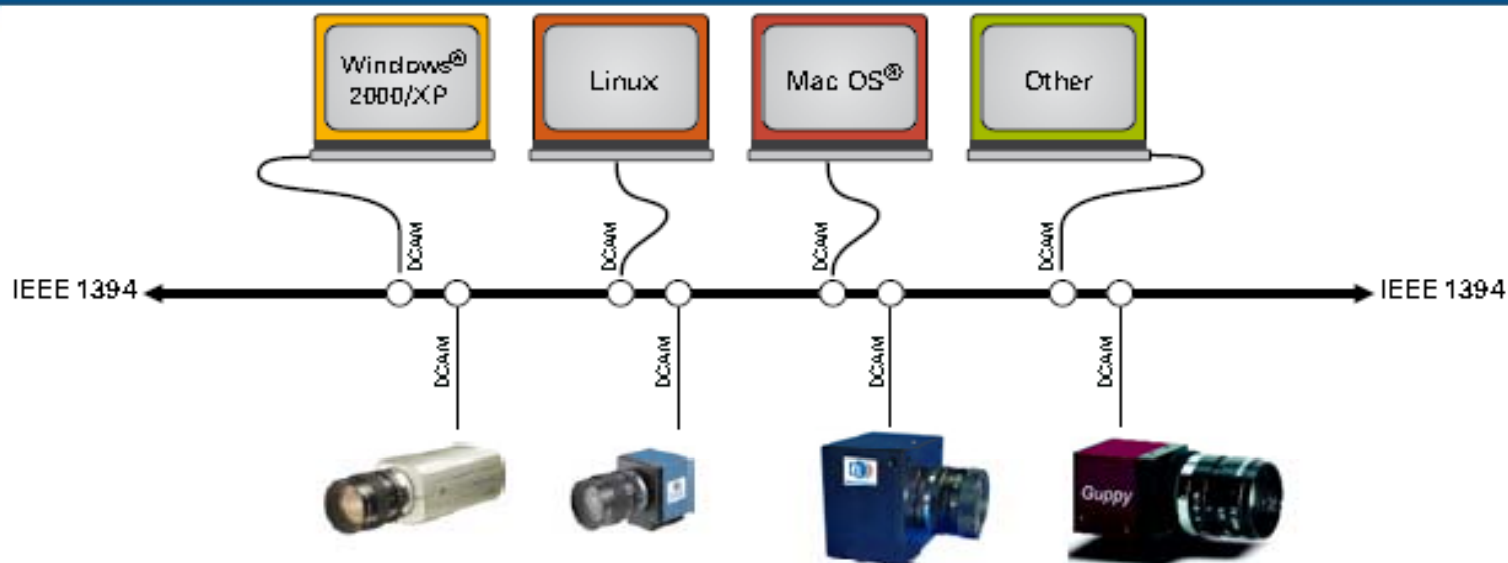 Windows®
2000/XP
Linux
Mac OS®
Other
DCAM
DCAM
DCAM
DCAM
IEEE 1394
IEEE 1394
DCAM
DCAM
DCAM
DCAM
Guppy